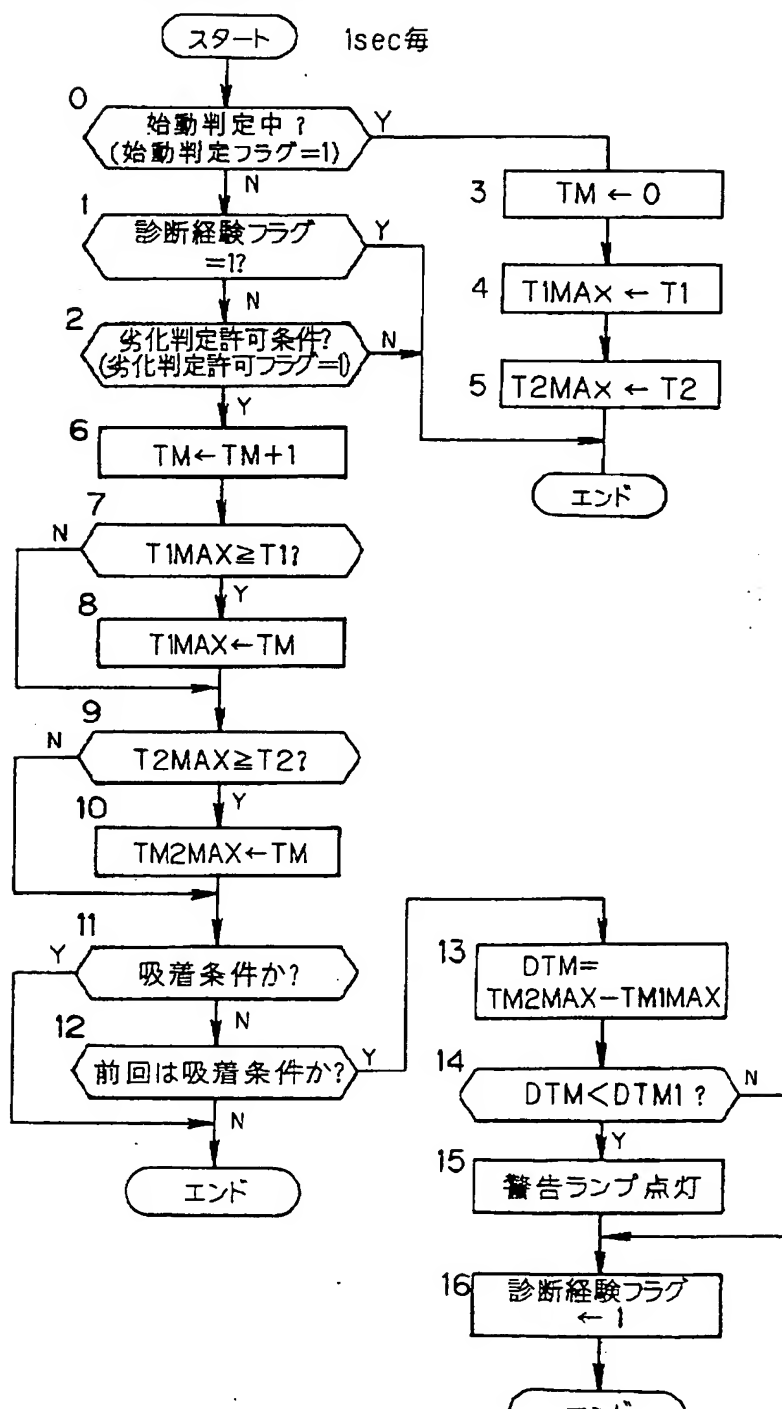 スタート
1sec毎
0
始動判定中?
(始動判定フラグ=1)
Y
N
1
診断経験フラグ
=1?
Y
N
2
劣化判定許可条件?
(劣化判定許可フラグ=1)
N
Y
3
TM ← 0
4
T1MAX ← T1
5
T2MAX ← T2
エンド
6
TM←TM+1
7
N
T1MAX≧T1?
Y
8
T1MAX←TM
9
N
T2MAX≧T2?
Y
10
TM2MAX←TM
11
Y
吸着条件か?
N
12
前回は吸着条件か?
Y
N
エンド
13
DTM=
TM2MAX-TM1MAX
14
DTM<DTM1 ?
N
Y
15
警告ランプ点灯
16
診断経験フラグ
← 1
エンド